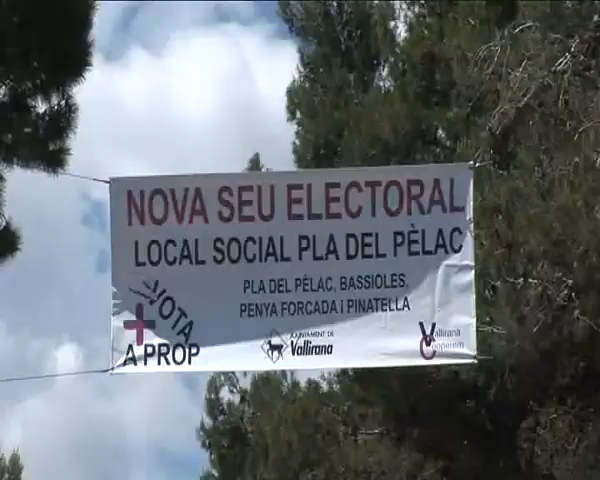 NOVA SEU ELECTORAL
LOCAL SOCIAL PLA DEL PÈLAC
PLA DEL PÈLAC, BASSIOLES,
PENYA FORCADA i PINATELLA
VOTA
+
A PROP
AJUNTAMENT DE
Vallirana
Vallirana
Cooperem